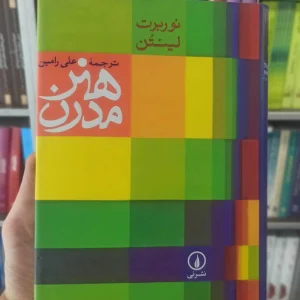 نوربرت
لینتن
ترجمهٔ علی رامین
هنر
مدرن
نشرنی